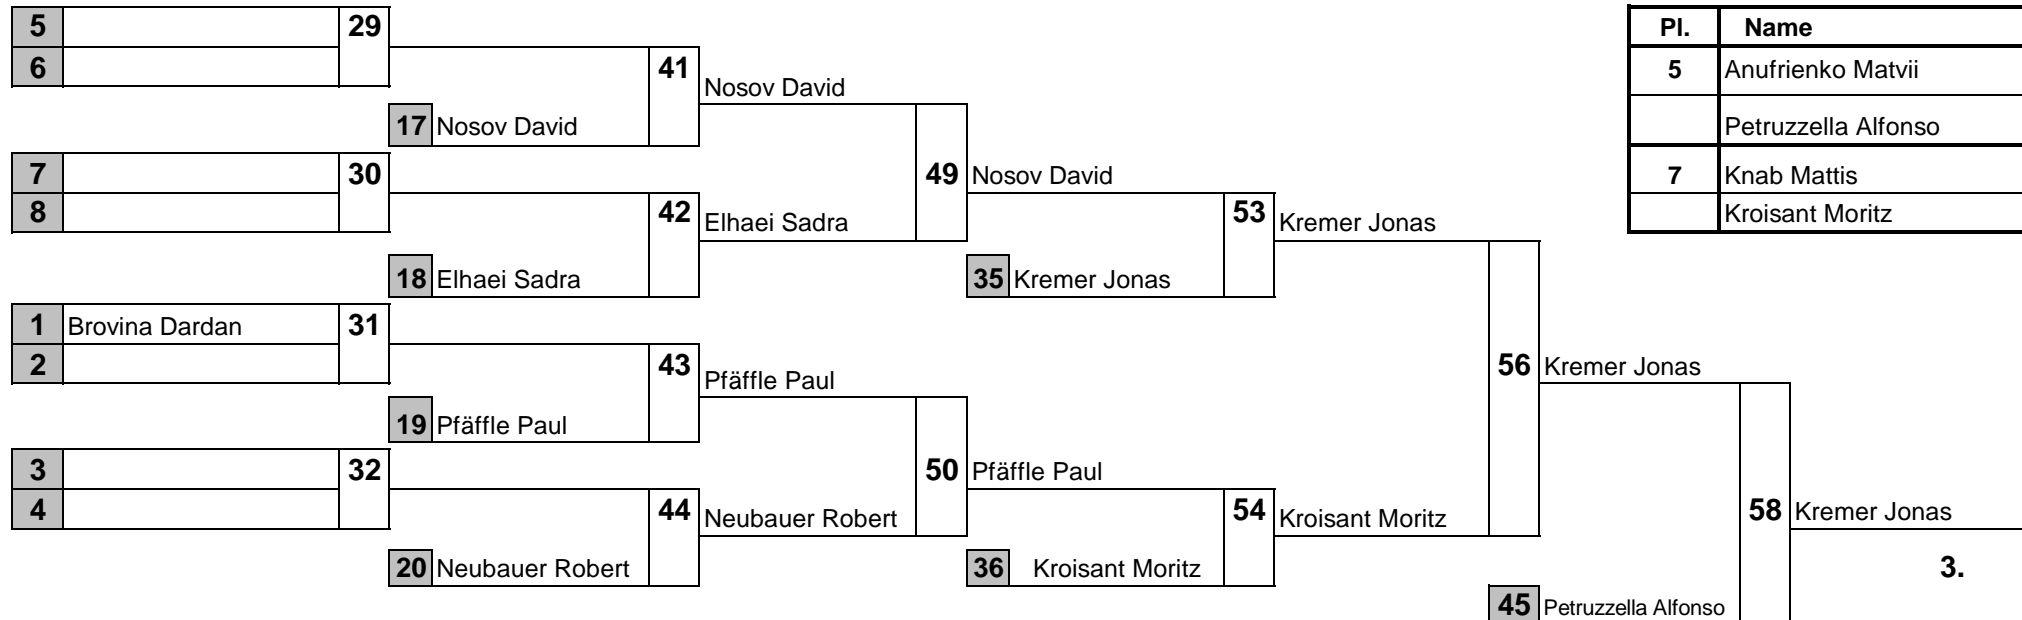 5 29
6
41
Nosov David
17 Nosov David
7 30
8
49 Nosov David
42
Elhaei Sadra
18 Elhaei Sadra
53
Kremer Jonas
35 Kremer Jonas
1 Brovina Dardan 31
2
43
Pfäffle Paul
19 Pfäffle Paul
56 Kremer Jonas
3 32
4
50 Pfäffle Paul
44 Neubauer Robert
20 Neubauer Robert
54 Kroisant Moritz
36 Kroisant Moritz
58 Kremer Jonas
3.
45 Petruzzella Alfonso
Pl. Name
5 Anufrienko Matvii
Petruzzella Alfonso
7 Knab Mattis
Kroisant Moritz